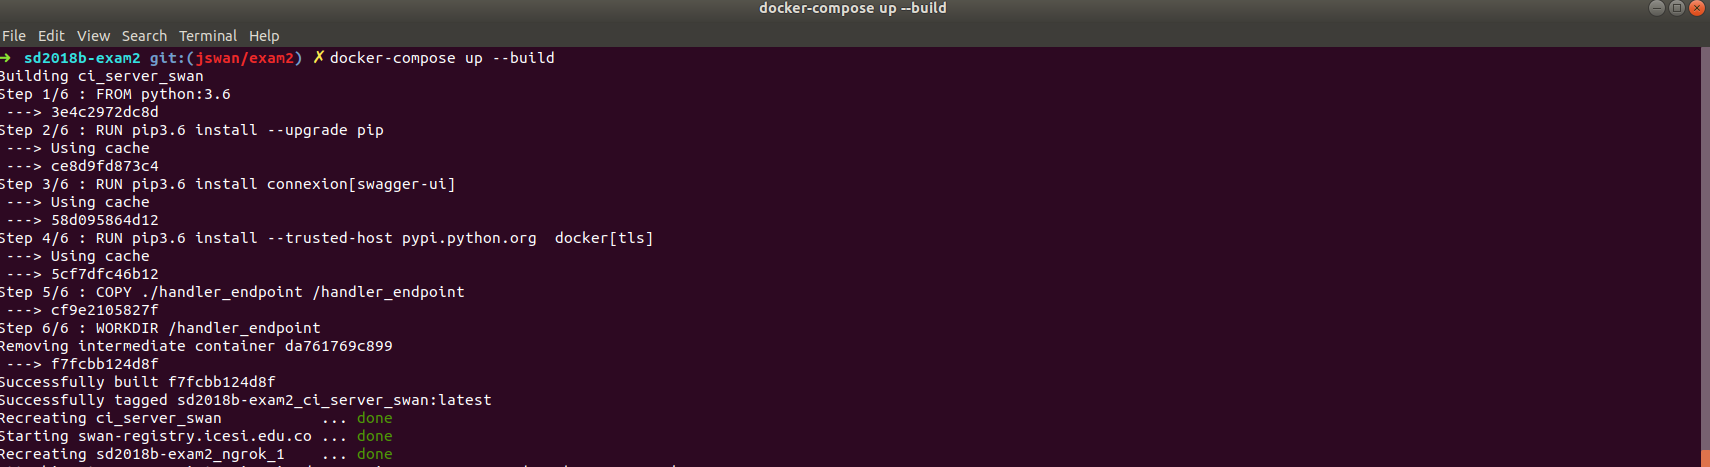 docker-compose up --build
File Edit View Search Terminal Help
➜ sd2018b-exam2 git:(jswan/exam2) ✗ docker-compose up --build
Building ci_server_swan
Step 1/6 : FROM python:3.6
---> 3e4c2972dc8d
Step 2/6 : RUN pip3.6 install --upgrade pip
---> Using cache
---> ce8d9fd873c4
Step 3/6 : RUN pip3.6 install connexion[swagger-ui]
---> Using cache
---> 58d095864d12
Step 4/6 : RUN pip3.6 install --trusted-host pypi.python.org  docker[tls]
---> Using cache
---> 5cf7dfc46b12
Step 5/6 : COPY ./handler_endpoint /handler_endpoint
---> cf9e2105827f
Step 6/6 : WORKDIR /handler_endpoint
Removing intermediate container da761769c899
---> f7fcbb124d8f
Successfully built f7fcbb124d8f
Successfully tagged sd2018b-exam2_ci_server_swan:latest
Recreating ci_server_swan ... done
Starting swan-registry.icesi.edu.co ... done
Recreating sd2018b-exam2_ngrok_1 ... done